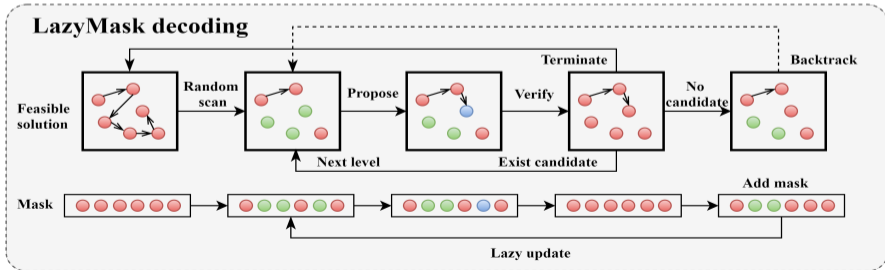 LazyMask decoding
Terminate
Backtrack
Feasible
solution
Random
scan
Propose
Verify
No
candidate
Next level
Exist candidate
Mask
Add mask
Lazy update